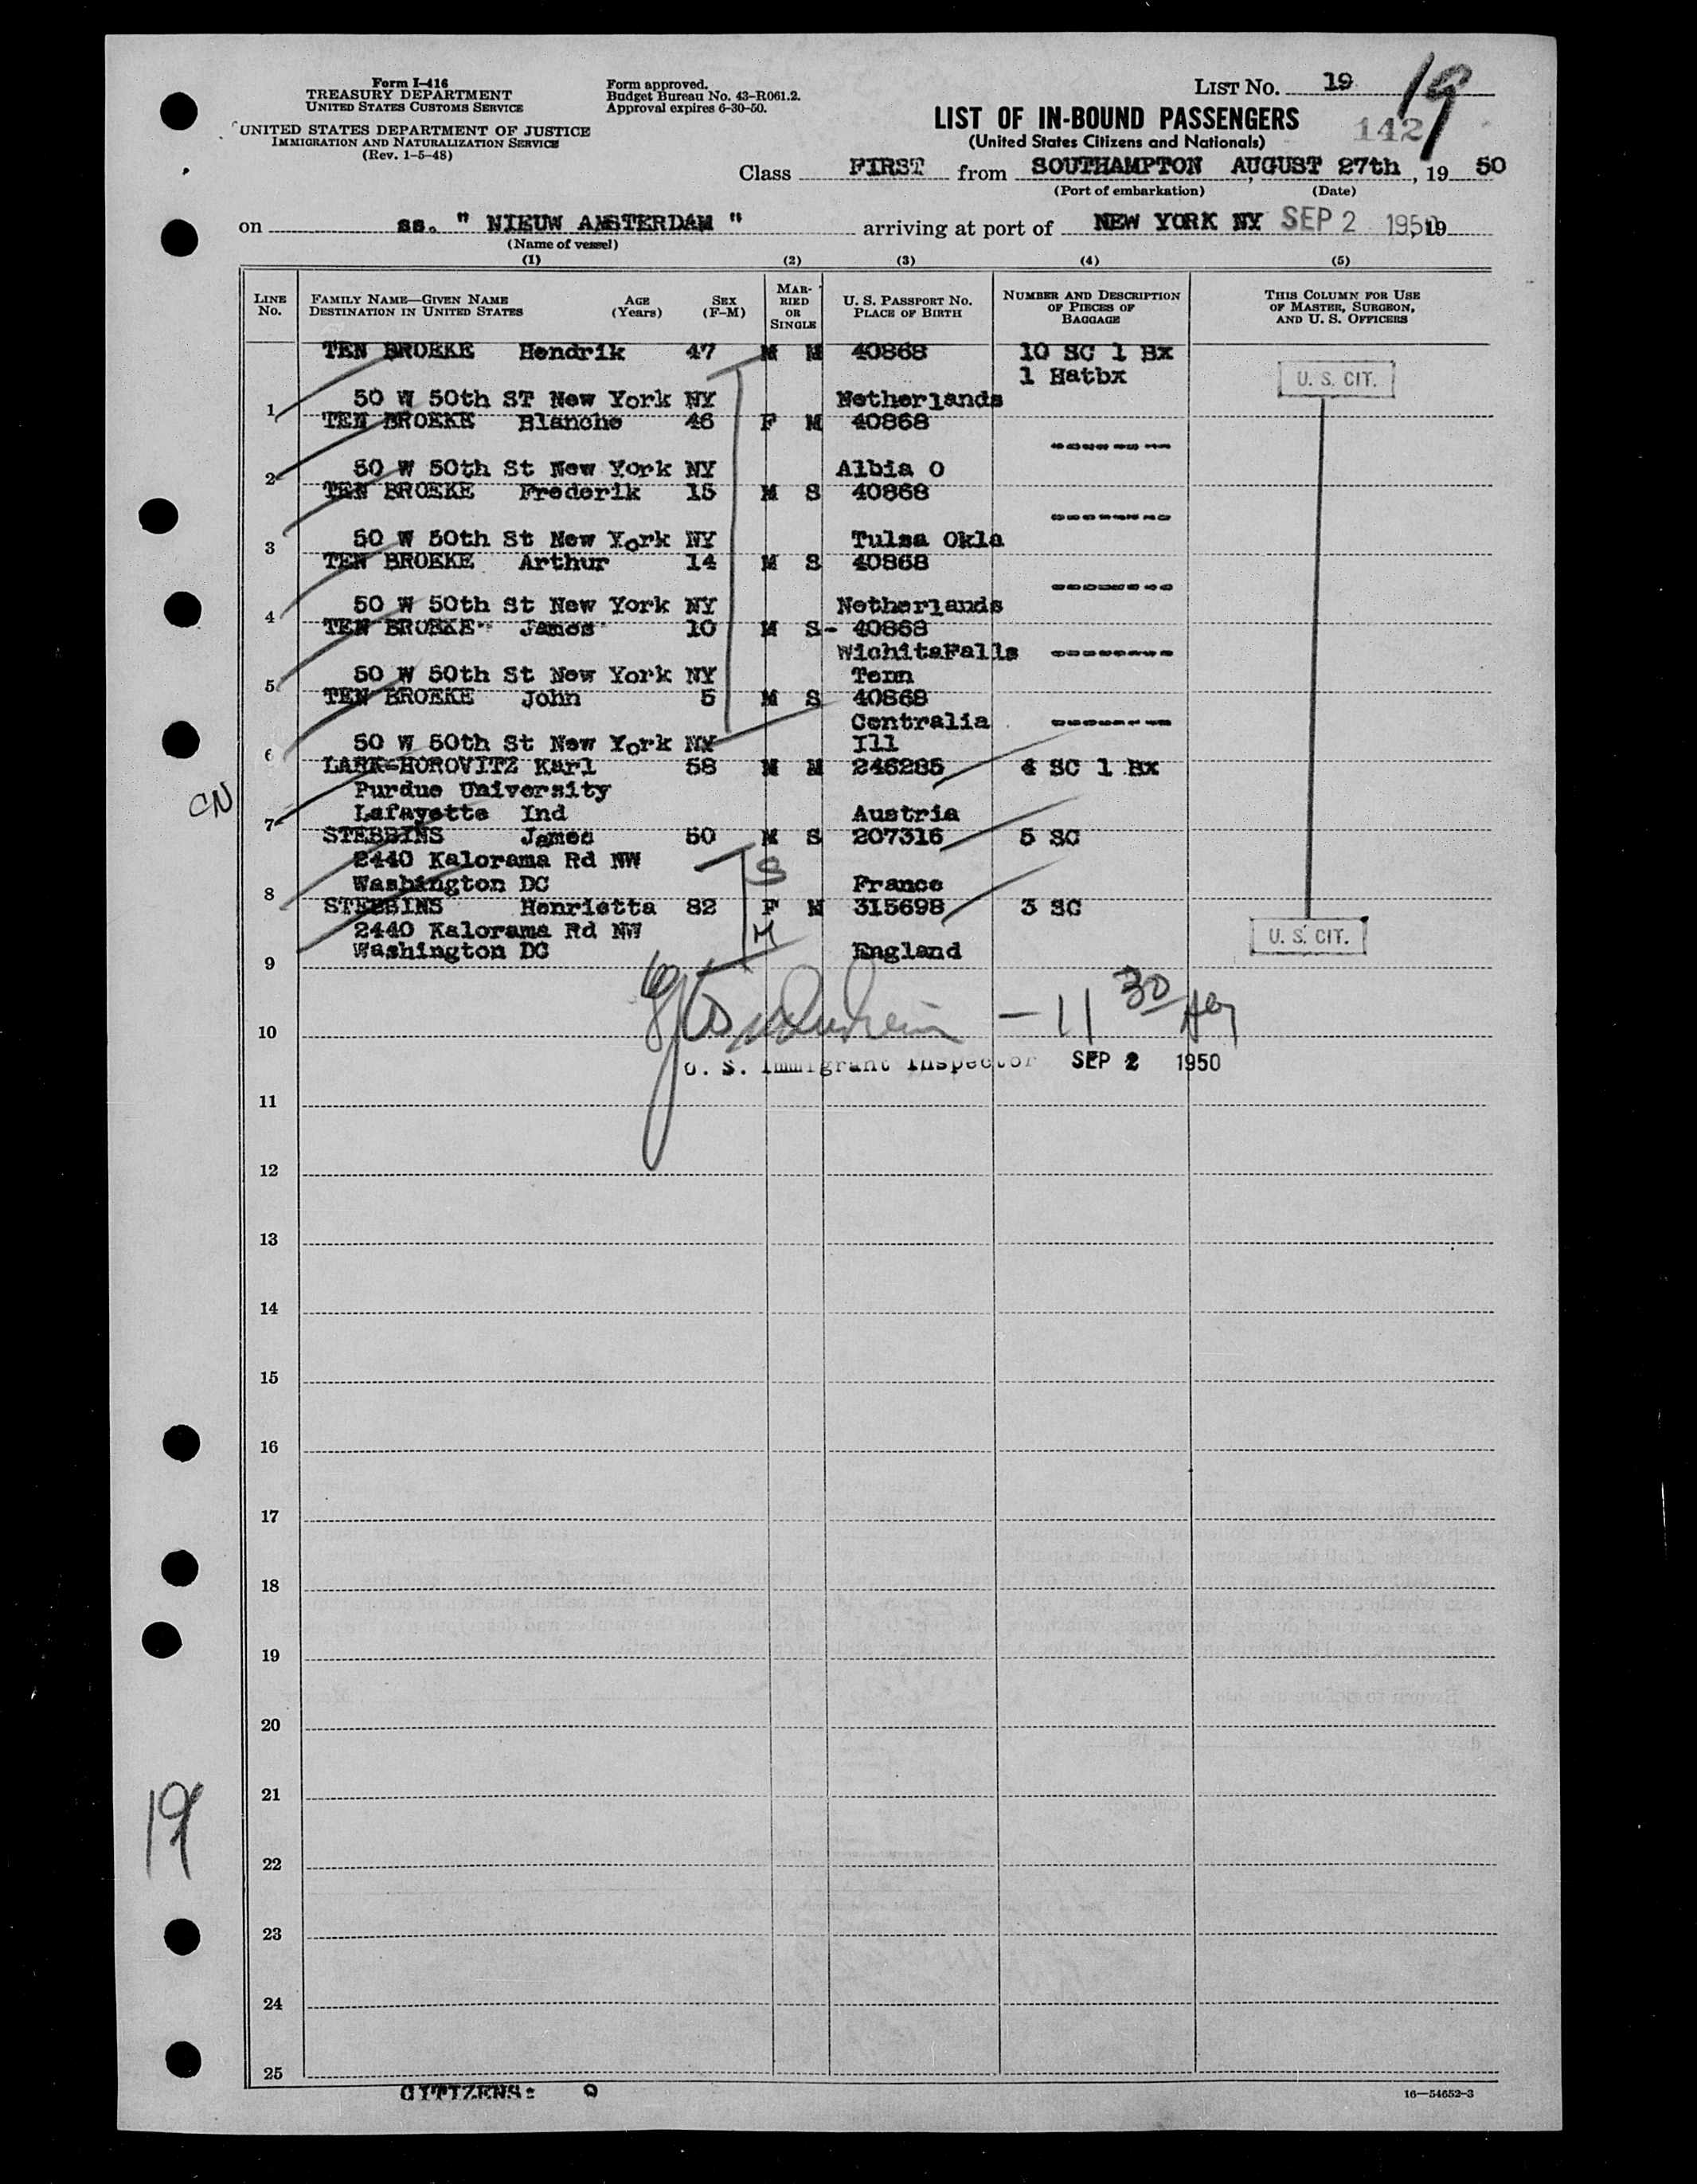 Form I-416
TREASURY DEPARTMENT
UNITED STATES CUSTOMS SERVICE
UNITED STATES DEPARTMENT OF JUSTICE
IMMIGRATION AND NATURALIZATION SERVICE
(Rev. 1-5-48)
Form approved.
Budget Bureau No. 43-R061.2.
Approval expires 6-30-50.
LIST NO. 19
19
LIST OF IN-BOUND PASSENGERS
142
(United States Citizens and Nationals)
Class FIRST from SOUTHAMPTON, AUGUST 27th, 19 50
(Port of embarkation) (Date)
on ss. " NIEUW AMSTERDAM " arriving at port of NEW YORK NY SEP 2 1950, 19
(Name of vessel)
(1) (2) (3) (4) (5)
LINE No. FAMILY NAME—GIVEN NAME DESTINATION IN UNITED STATES AGE (Years) SEX (F-M) MARRIED OR SINGLE U. S. PASSPORT NO. PLACE OF BIRTH NUMBER AND DESCRIPTION OF PIECES OF BAGGAGE THIS COLUMN FOR USE OF MASTER, SURGEON, AND U. S. OFFICERS
TEN BROEKE Hendrik 47 M M 40868 10 SC 1 Bx
1 Hatbx
U. S. CIT.
1 50 W 50th ST New York NY Netherlands
TEN BROEKE Blanche 46 F M 40868
--------
2 50 W 50th St New York NY Albia O
TEN BROEKE Frederik 15 M S 40868
--------
3 50 W 50th St New York NY Tulsa Okla
TEN BROEKE Arthur 14 M S 40868
--------
4 50 W 50th St New York NY Netherlands
TEN BROEKE James 10 M S- 40868
WichitaFalls --------
5 50 W 50th St New York NY Tenn
TEN BROEKE John 5 M S 40868
Centralia --------
6 50 W 50th St New York NY Ill
LARK-HOROVITZ Karl 58 M M 246285 4 SC 1 Bx
CN
Purdue University
7 Lafayette Ind Austria
STEBBINS James 50 M S 207316 5 SC
2440 Kalorama Rd NW
S
8 Washington DC France
STEBBINS Henrietta 82 F M 315698 3 SC
2440 Kalorama Rd NW
M
U. S. CIT.
9 Washington DC England
— 11 30
10
U. S. Immigrant Inspector SEP 2 1950
11
12
13
14
15
16
17
18
19
20
21
19
22
23
24
25
CITIZENS: 9
16—54652-3